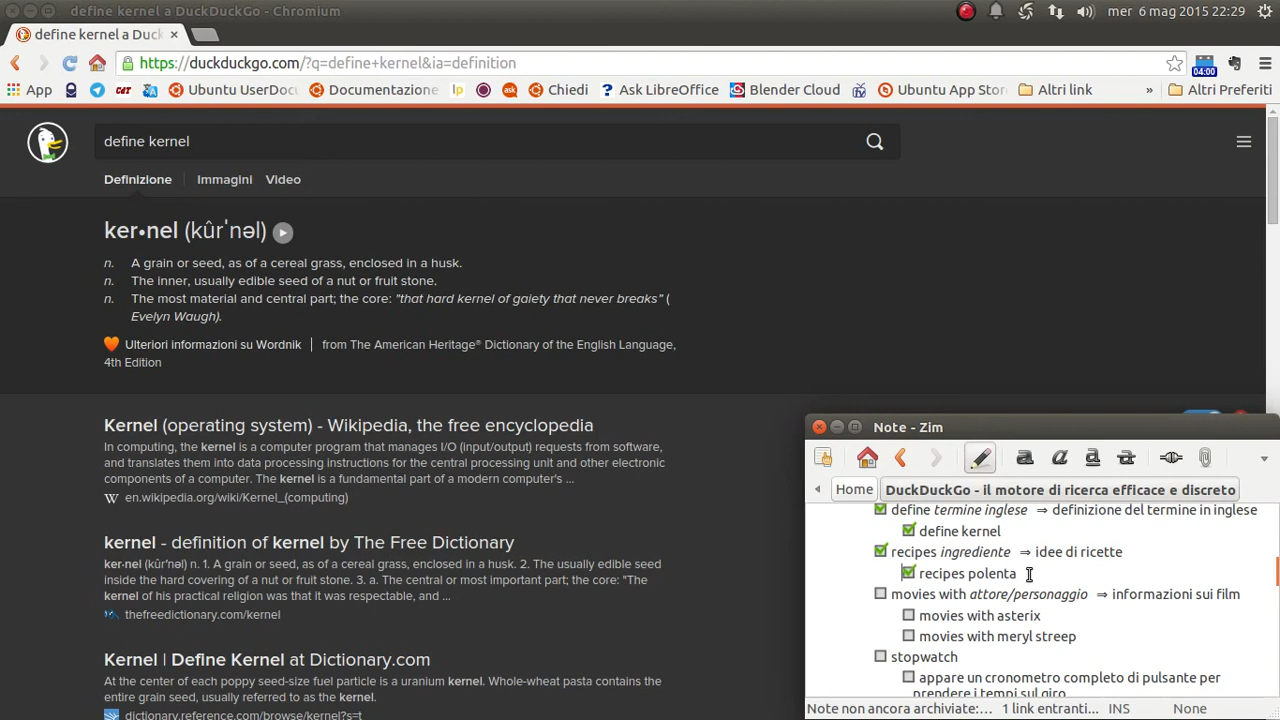 define kernel a DuckDuckGo - Chromium
mer 6 mag 2015 22:29
define kernel a Duck
https://duckduckgo.com/?q=define+kernel&ia=definition
04:00
App
CdT
Ubuntu UserDocu
Documentazione
lp
ask
Chiedi
? Ask LibreOffice
Blender Cloud
TV
Ubuntu App Stor
Altri link
»
Altri Preferiti
define kernel
Definizione
Immagini
Video
ker•nel (kûrˈnəl)
n. A grain or seed, as of a cereal grass, enclosed in a husk.
n. The inner, usually edible seed of a nut or fruit stone.
n. The most material and central part; the core: "that hard kernel of gaiety that never breaks" (
Evelyn Waugh).
Ulteriori informazioni su Wordnik | from The American Heritage® Dictionary of the English Language,
4th Edition
Kernel (operating system) - Wikipedia, the free encyclopedia
In computing, the kernel is a computer program that manages I/O (input/output) requests from software,
and translates them into data processing instructions for the central processing unit and other electronic
components of a computer. The kernel is a fundamental part of a modern computer's ...
W en.wikipedia.org/wiki/Kernel_(computing)
kernel - definition of kernel by The Free Dictionary
ker·nel (kûr′nəl) n. 1. A grain or seed, as of a cereal grass, enclosed in a husk. 2. The inner, usually edible seed
inside the hard covering of a nut or fruit stone. 3. a. The central or most important part; the core: "The
kernel of his practical religion was that it was respectable, and ...
thefreedictionary.com/kernel
Kernel | Define Kernel at Dictionary.com
At the center of each poppy seed-size fuel particle is a uranium kernel. Whole-wheat pasta contains the
entire grain seed, usually referred to as the kernel.
dictionary.reference.com/browse/kernel?s=t
Note - Zim
a a a a
Home
DuckDuckGo - il motore di ricerca efficace e discreto
define termine inglese ⇒ definizione del termine in inglese
define kernel
recipes ingrediente ⇒ idee di ricette
recipes polenta
movies with attore/personaggio ⇒ informazioni sui film
movies with asterix
movies with meryl streep
stopwatch
appare un cronometro completo di pulsante per
prendere i tempi sul giro
Note non ancora archiviate:...
1 link entranti...
INS
None